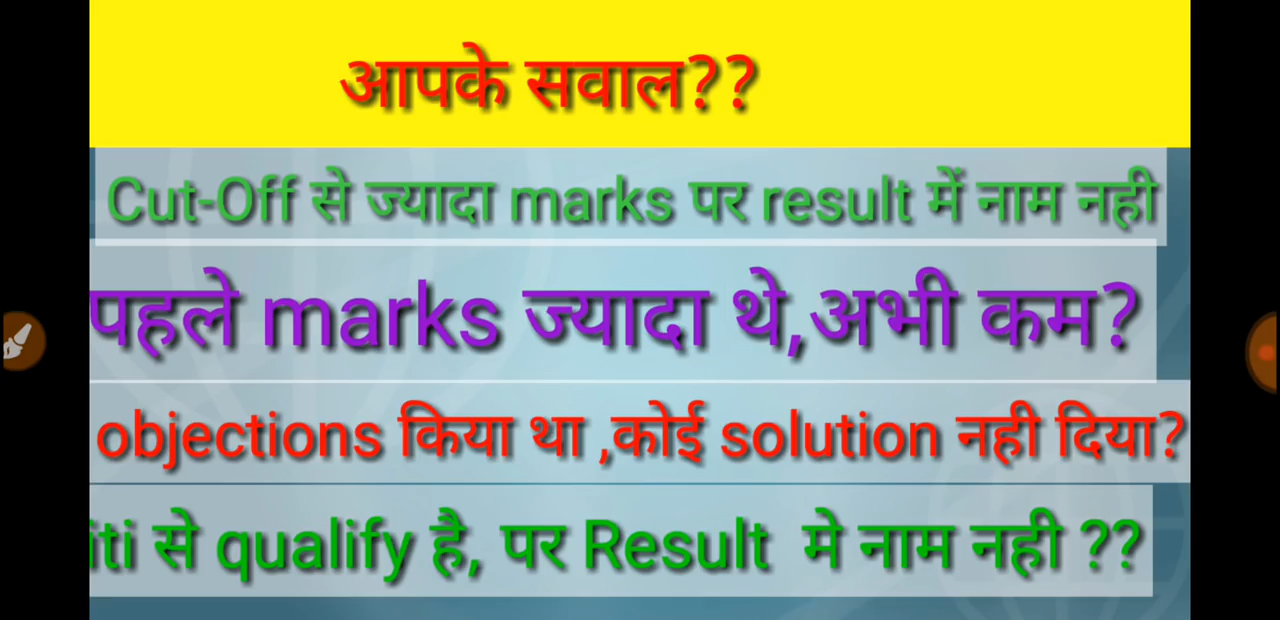 आपके सवाल??
Cut-Off से ज्यादा marks पर result में नाम नही
पहले marks ज्यादा थे,अभी कम?
objections किया था ,कोई solution नही दिया?
iti से qualify है, पर Result मे नाम नही ??